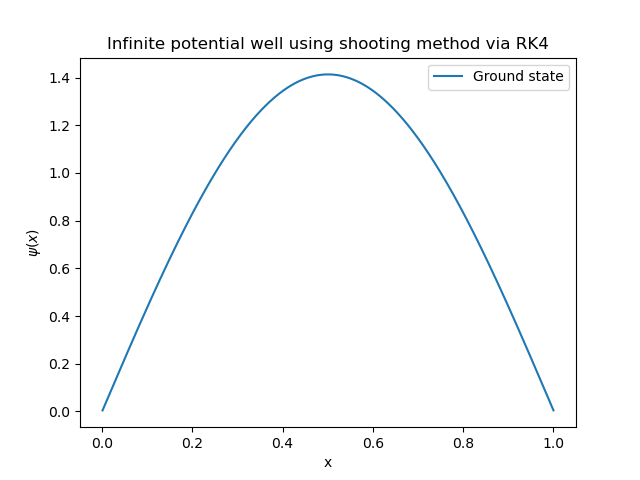 Infinite potential well using shooting method via RK4
Ground state
1.4
1.2
1.0
0.8
0.6
0.4
0.2
0.0
ψ(x)
0.0 0.2 0.4 0.6 0.8 1.0
x